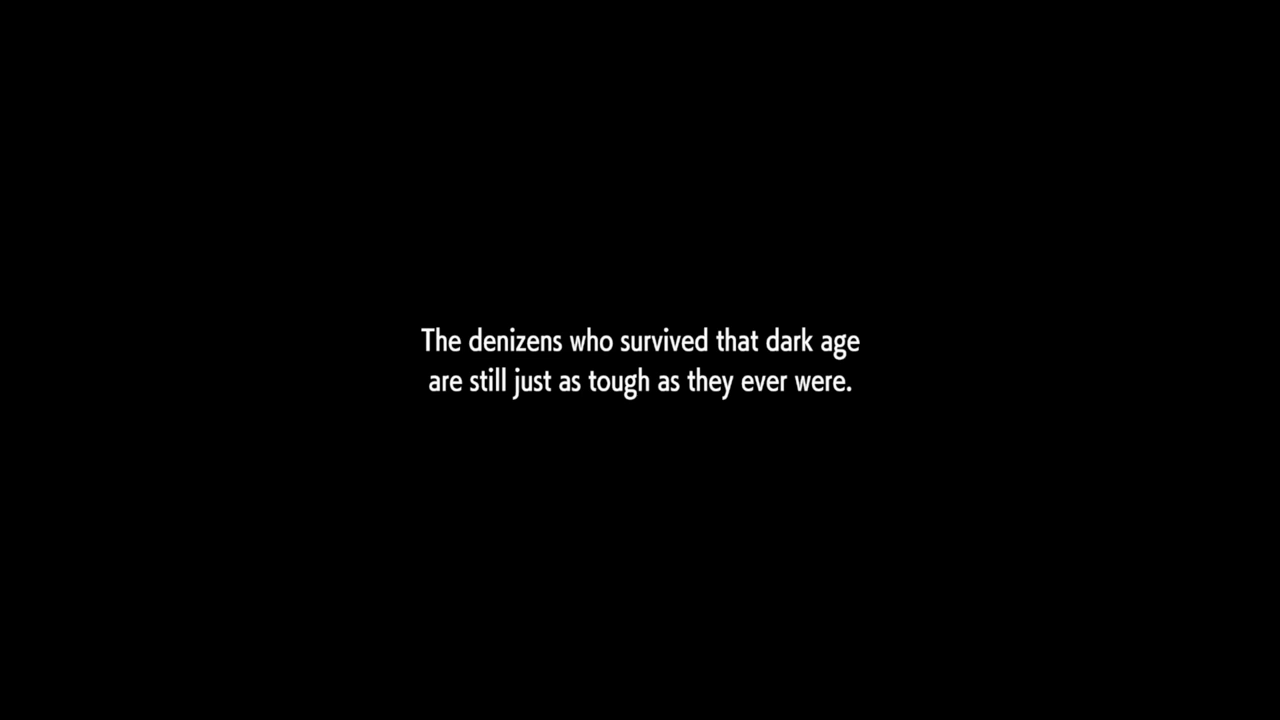 The denizens who survived that dark age
are still just as tough as they ever were.